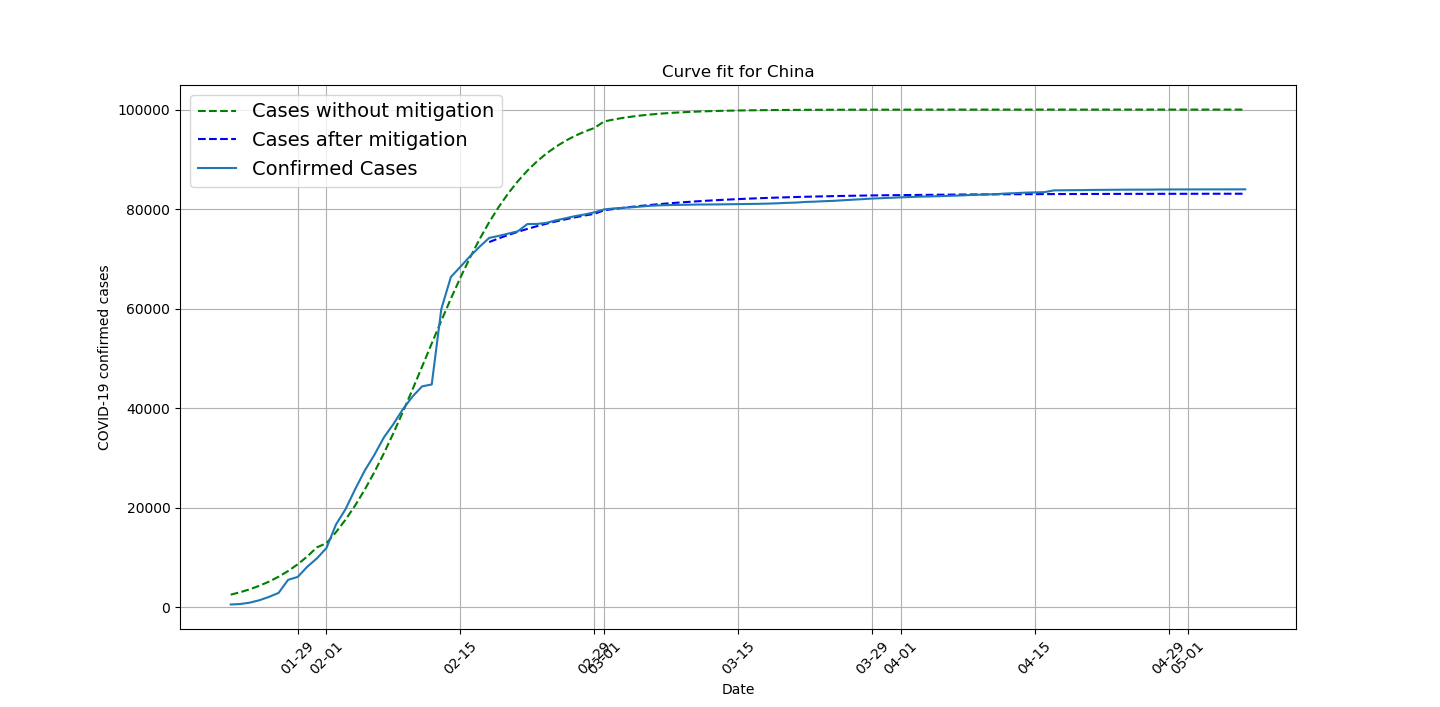 Curve fit for China
Cases without mitigation
Cases after mitigation
Confirmed Cases
COVID-19 confirmed cases
100000
80000
60000
40000
20000
0
01-29
02-01
02-15
02-29
03-01
03-15
03-29
04-01
04-15
04-29
05-01
Date